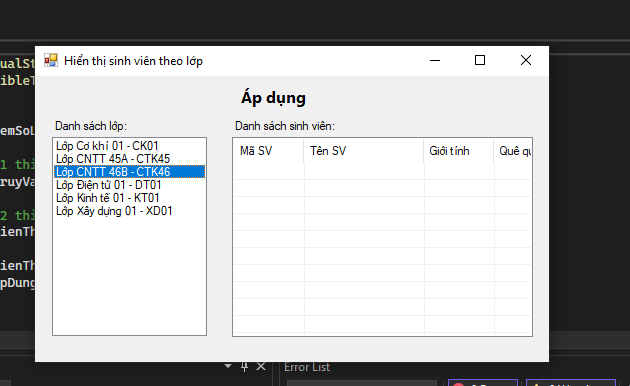 ualSt
Hiển thị sinh viên theo lớp
ibleT
Áp dụng
Danh sách lớp:
Danh sách sinh viên:
emSoL
Lớp Cơ khí 01 - CK01
Mã SV Tên SV Giới tính Quê qu
Lớp CNTT 45A - CTK45
1 thi
Lớp CNTT 46B - CTK46
ruyVa
Lớp Điện tử 01 - DT01
Lớp Kinh tế 01 - KT01
2 thi
Lớp Xây dựng 01 - XD01
ienTh
ienTh
pDung
Error List